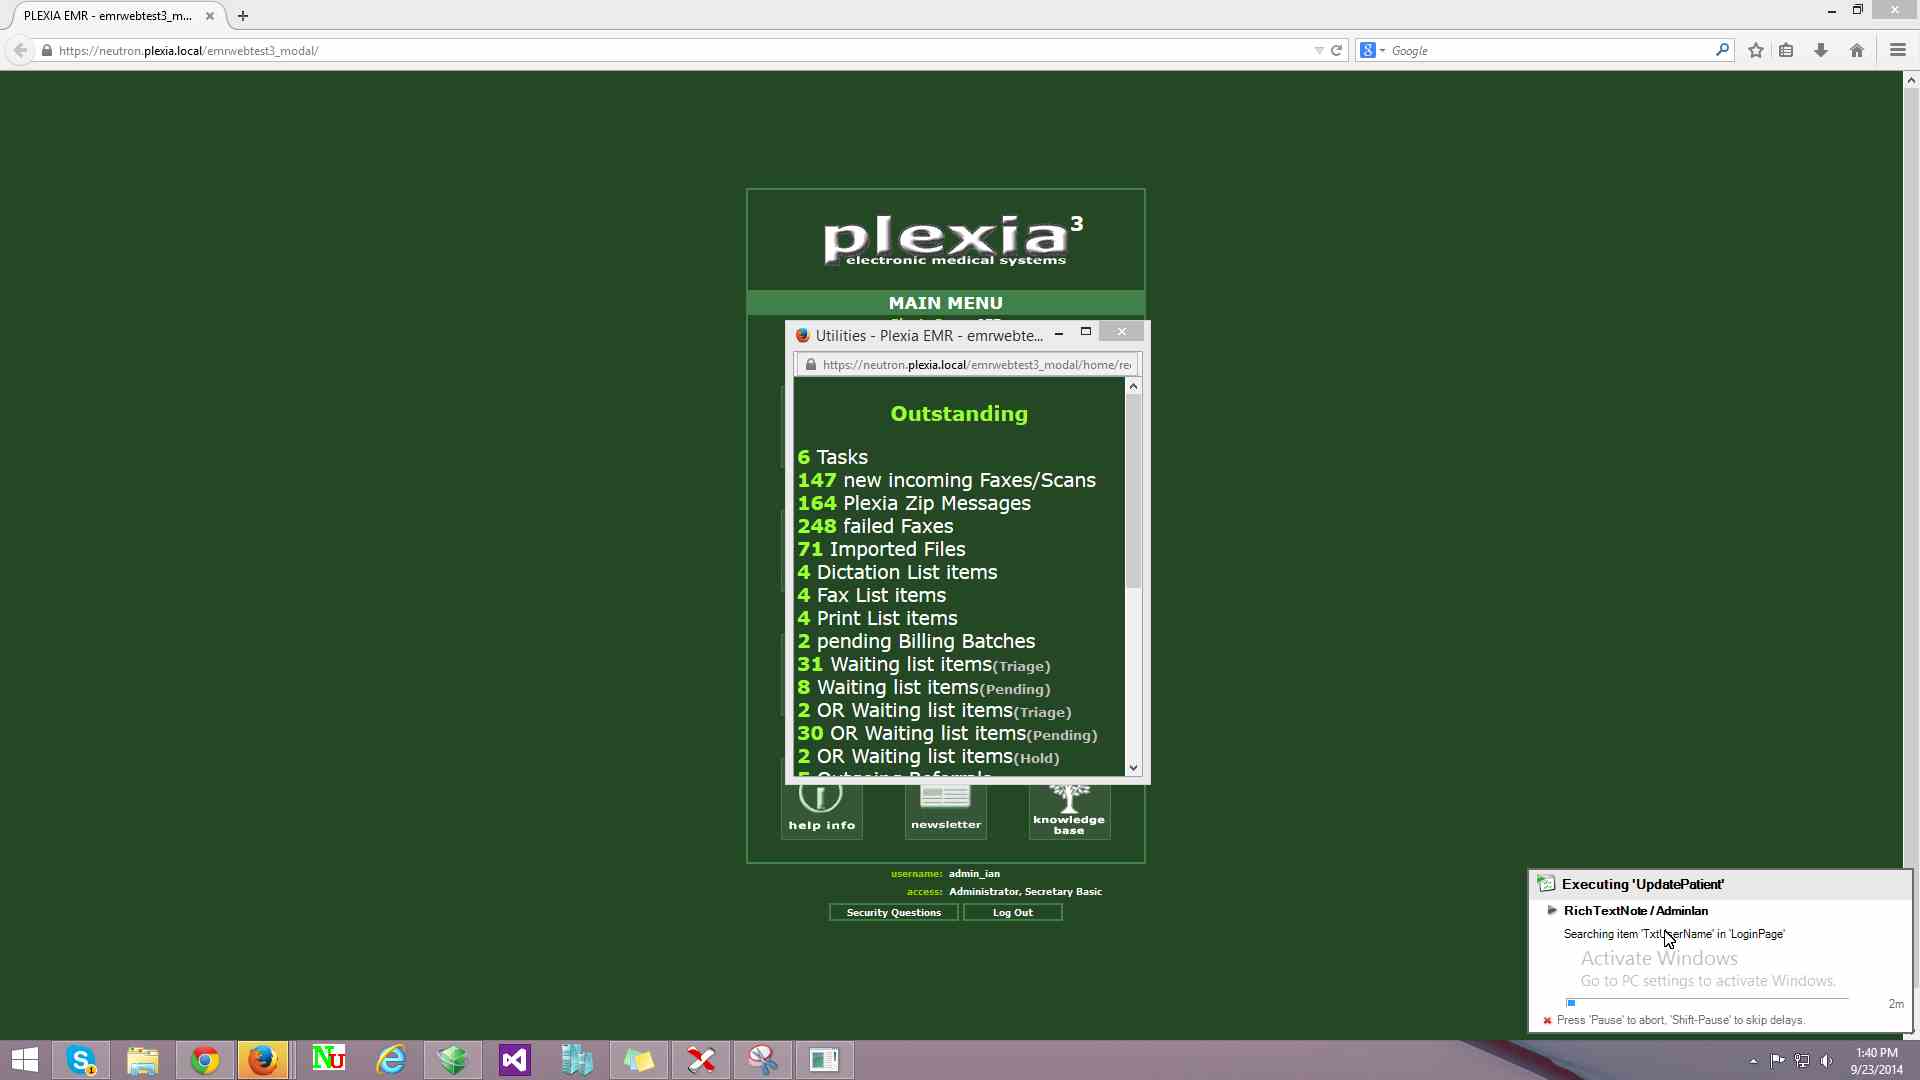 PLEXIA EMR - emrwebtest3_m...
https://neutron.plexia.local/emrwebtest3_modal/
Google
plexia3
electronic medical systems
MAIN MENU
Utilities - Plexia EMR - emrwebte...
https://neutron.plexia.local/emrwebtest3_modal/home/re
Outstanding
6 Tasks
147 new incoming Faxes/Scans
164 Plexia Zip Messages
248 failed Faxes
71 Imported Files
4 Dictation List items
4 Fax List items
4 Print List items
2 pending Billing Batches
31 Waiting list items(Triage)
8 Waiting list items(Pending)
2 OR Waiting list items(Triage)
30 OR Waiting list items(Pending)
2 OR Waiting list items(Hold)
5 Outgoing Referrals
help info
newsletter
knowledge
base
username: admin_ian
access: Administrator, Secretary Basic
Security Questions
Log Out
Executing 'UpdatePatient'
RichTextNote / AdminIan
Searching item 'TxtUserName' in 'LoginPage'
Activate Windows
Go to PC settings to activate Windows.
2m
Press 'Pause' to abort, 'Shift-Pause' to skip delays.
1:40 PM
9/23/2014